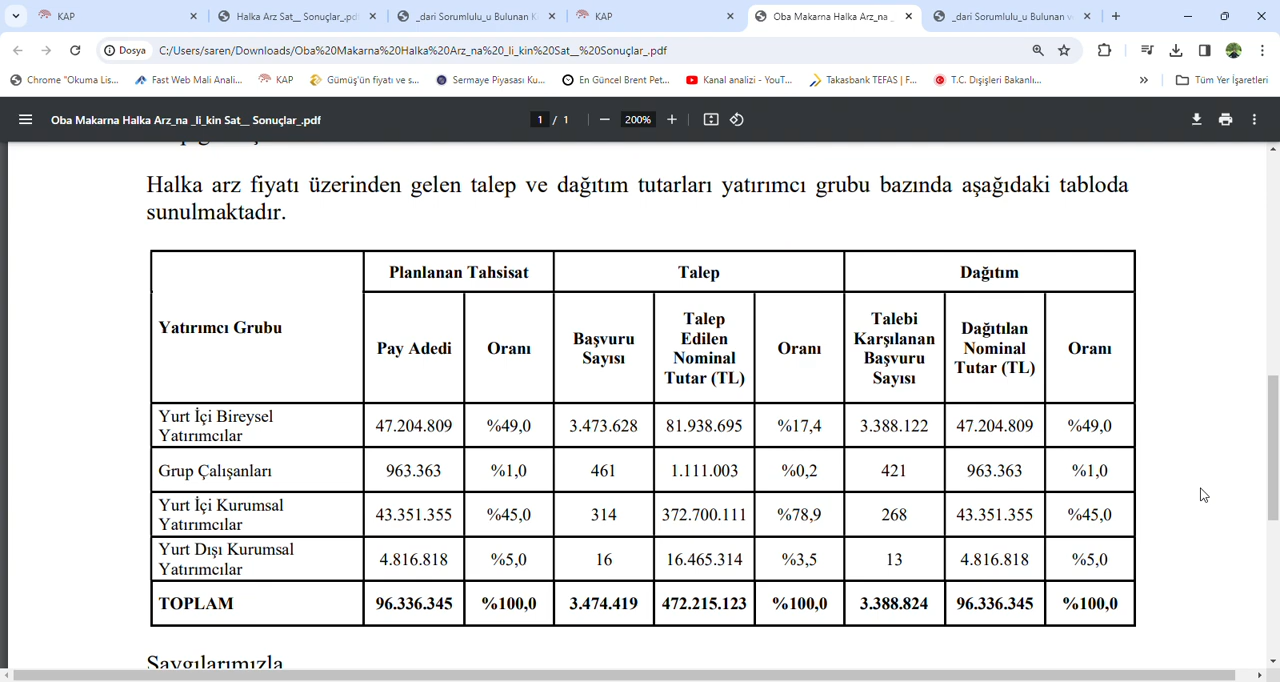 KAP
Halka Arz Sat__ Sonuçlar_.pdf
_dari Sorumlulu_u Bulunan K
KAP
Oba Makarna Halka Arz_na _
_dari Sorumlulu_u Bulunan v
Dosya
C:/Users/saren/Downloads/Oba%20Makarna%20Halka%20Arz_na%20_li_kin%20Sat__%20Sonuçlar_.pdf
Chrome "Okuma Lis...
Fast Web Mali Anali...
KAP
Gümüş'ün fiyatı ve s...
Sermaye Piyasası Ku...
En Güncel Brent Pet...
Kanal analizi - YouT...
Takasbank TEFAS | F...
T.C. Dışişleri Bakanlı...
Tüm Yer İşaretleri
Oba Makarna Halka Arz_na _li_kin Sat__ Sonuçlar_.pdf
1 / 1
200%
Halka arz fiyatı üzerinden gelen talep ve dağıtım tutarları yatırımcı grubu bazında aşağıdaki tabloda
sunulmaktadır.
Yatırımcı Grubu
Planlanan Tahsisat
Talep
Dağıtım
Pay Adedi
Oranı
Başvuru
Sayısı
Talep
Edilen
Nominal
Tutar (TL)
Oranı
Talebi
Karşılanan
Başvuru
Sayısı
Dağıtılan
Nominal
Tutar (TL)
Oranı
Yurt İçi Bireysel
Yatırımcılar
47.204.809 %49,0 3.473.628 81.938.695 %17,4 3.388.122 47.204.809 %49,0
Grup Çalışanları 963.363 %1,0 461 1.111.003 %0,2 421 963.363 %1,0
Yurt İçi Kurumsal
Yatırımcılar
43.351.355 %45,0 314 372.700.111 %78,9 268 43.351.355 %45,0
Yurt Dışı Kurumsal
Yatırımcılar
4.816.818 %5,0 16 16.465.314 %3,5 13 4.816.818 %5,0
TOPLAM 96.336.345 %100,0 3.474.419 472.215.123 %100,0 3.388.824 96.336.345 %100,0
Saygılarımızla